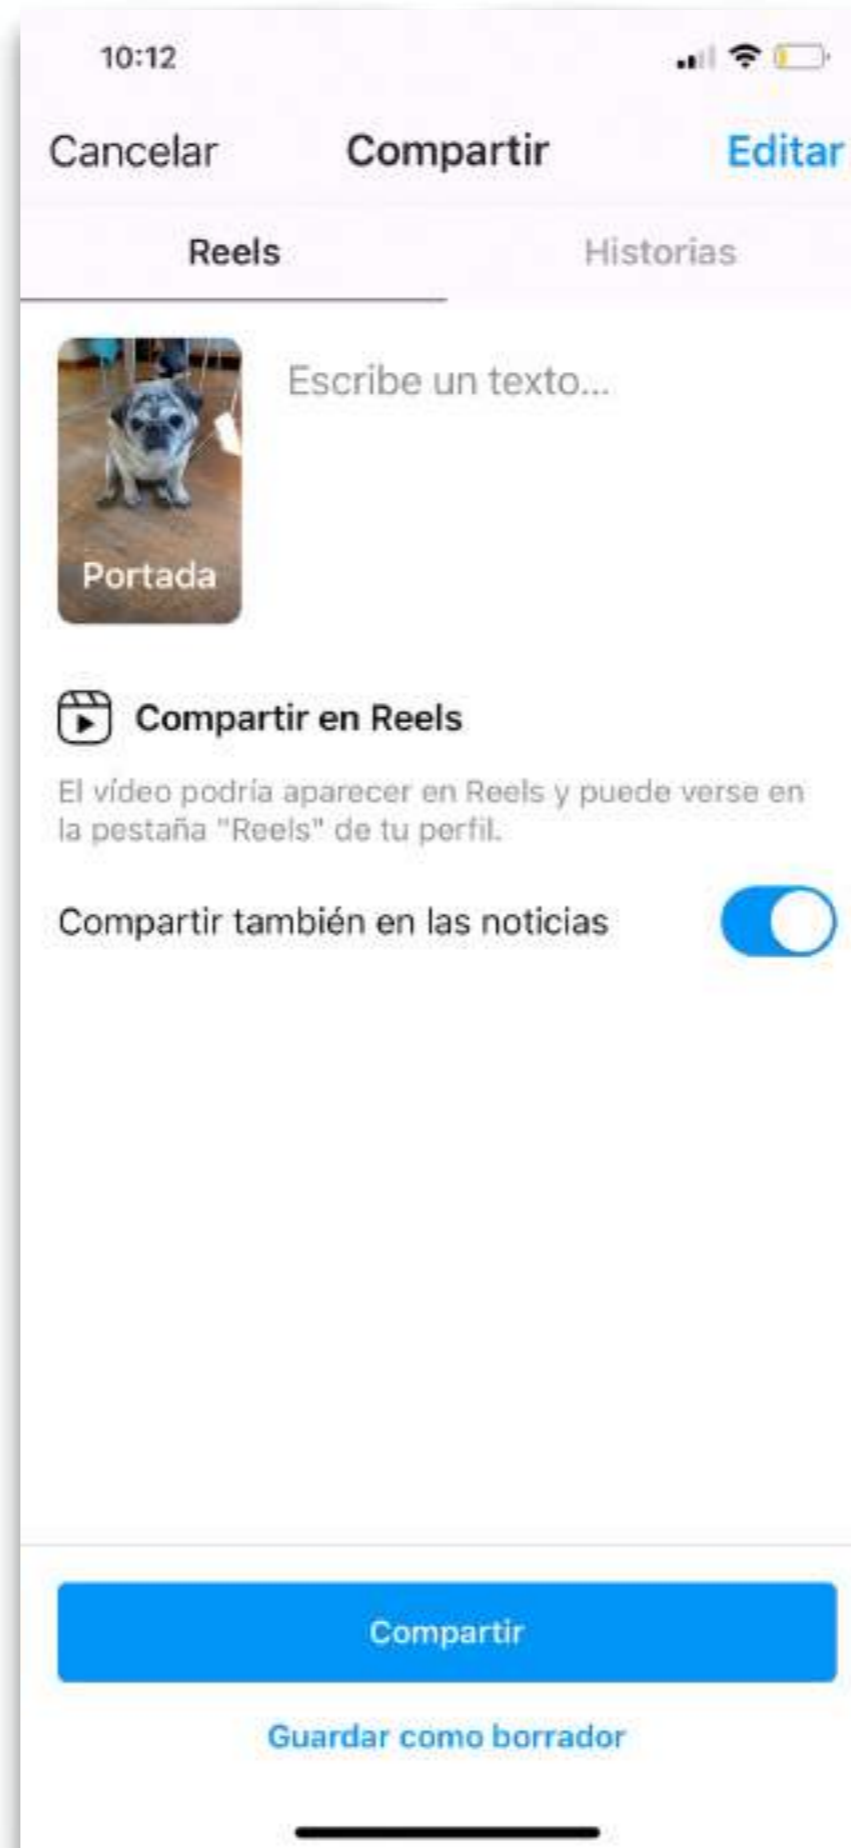 10:12
Cancelar
Compartir
Editar
Reels
Historias
Escribe un texto...
Portada
Compartir en Reels
El vídeo podría aparecer en Reels y puede verse en
la pestaña "Reels" de tu perfil.
Compartir también en las noticias
Compartir
Guardar como borrador